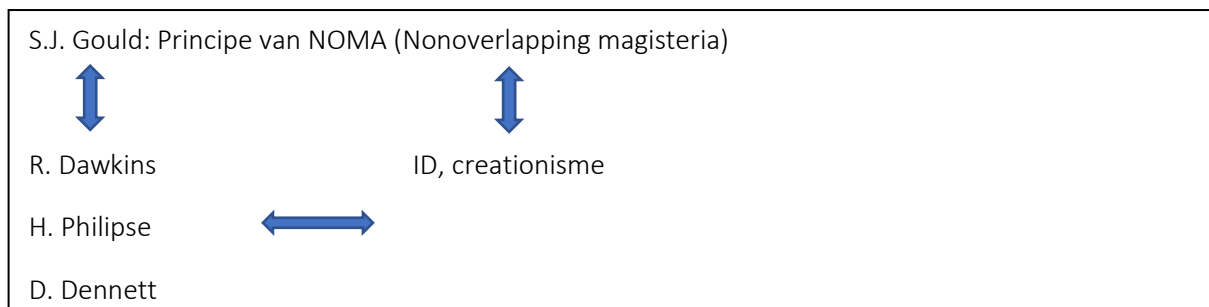 S.J. Gould: Principe van NOMA (Nonoverlapping magisteria)
R. Dawkins ID, creationisme
H. Philipse
D. Dennett